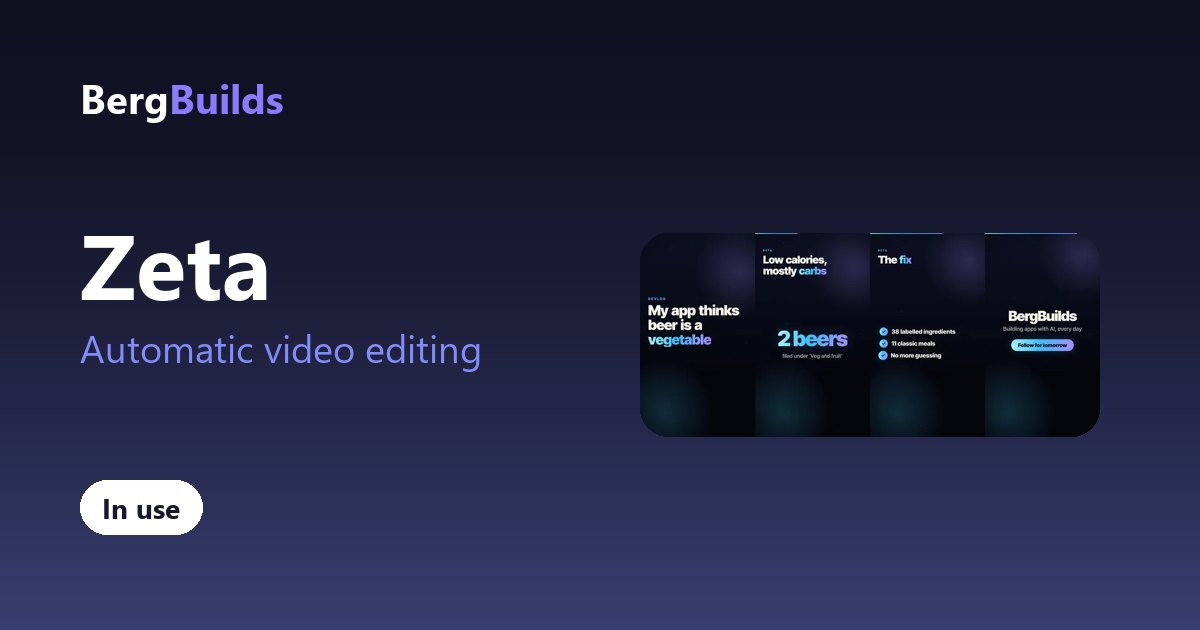 BergBuilds
Zeta
Automatic video editing
In use
DEVLOG
My app thinks
beer is a
vegetable
BETA
Low calories,
mostly carbs
2 beers
filed under 'Veg and fruit'
BETA
The fix
38 labelled ingredients
11 classic meals
No more guessing
BergBuilds
Building apps with AI, every day
Follow for tomorrow